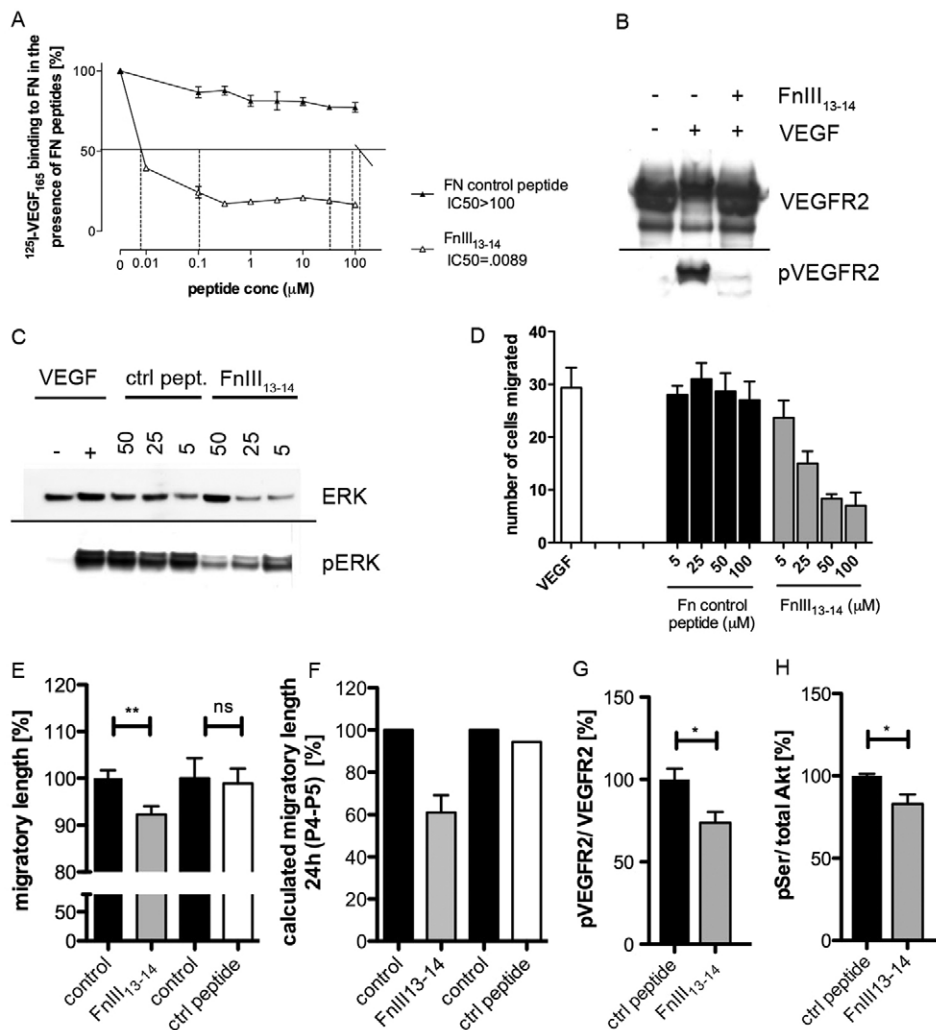 A
¹²⁵I-VEGF₁₆₅ binding to FN in the
presence of FN peptides [%]
100
50
0
0 0.01 0.1 1 10 100
peptide conc (μM)
FN control peptide
IC50>100
FnIII₁₃₋₁₄
IC50=.0089
B
- - + FnIII₁₃₋₁₄
- + + VEGF
VEGFR2
pVEGFR2
C
VEGF ctrl pept. FnIII₁₃₋₁₄
- + 50 25 5 50 25 5
ERK
pERK
D
number of cells migrated
40
30
20
10
0
VEGF 5 25 50 100 5 25 50 100
Fn control
peptide (μM)
FnIII₁₃₋₁₄ (μM)
E
migratory length [%]
120
110
100
90
80
50
0
** ns
control FnIII₁₃₋₁₄ control ctrl peptide
F
calculated migratory length
24h (P4-P5) [%]
120
100
80
60
40
20
0
control FnIII13-14 control ctrl peptide
G
pVEGFR2/ VEGFR2 [%]
150
100
50
0
*
ctrl peptide FnIII₁₃₋₁₄
H
pSer/ total Akt [%]
150
100
50
0
*
ctrl peptide FnIII13-14